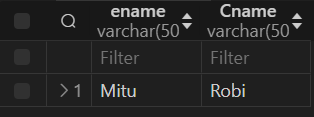 ename Cname
varchar(50 varchar(50
Filter Filter
1 Mitu Robi